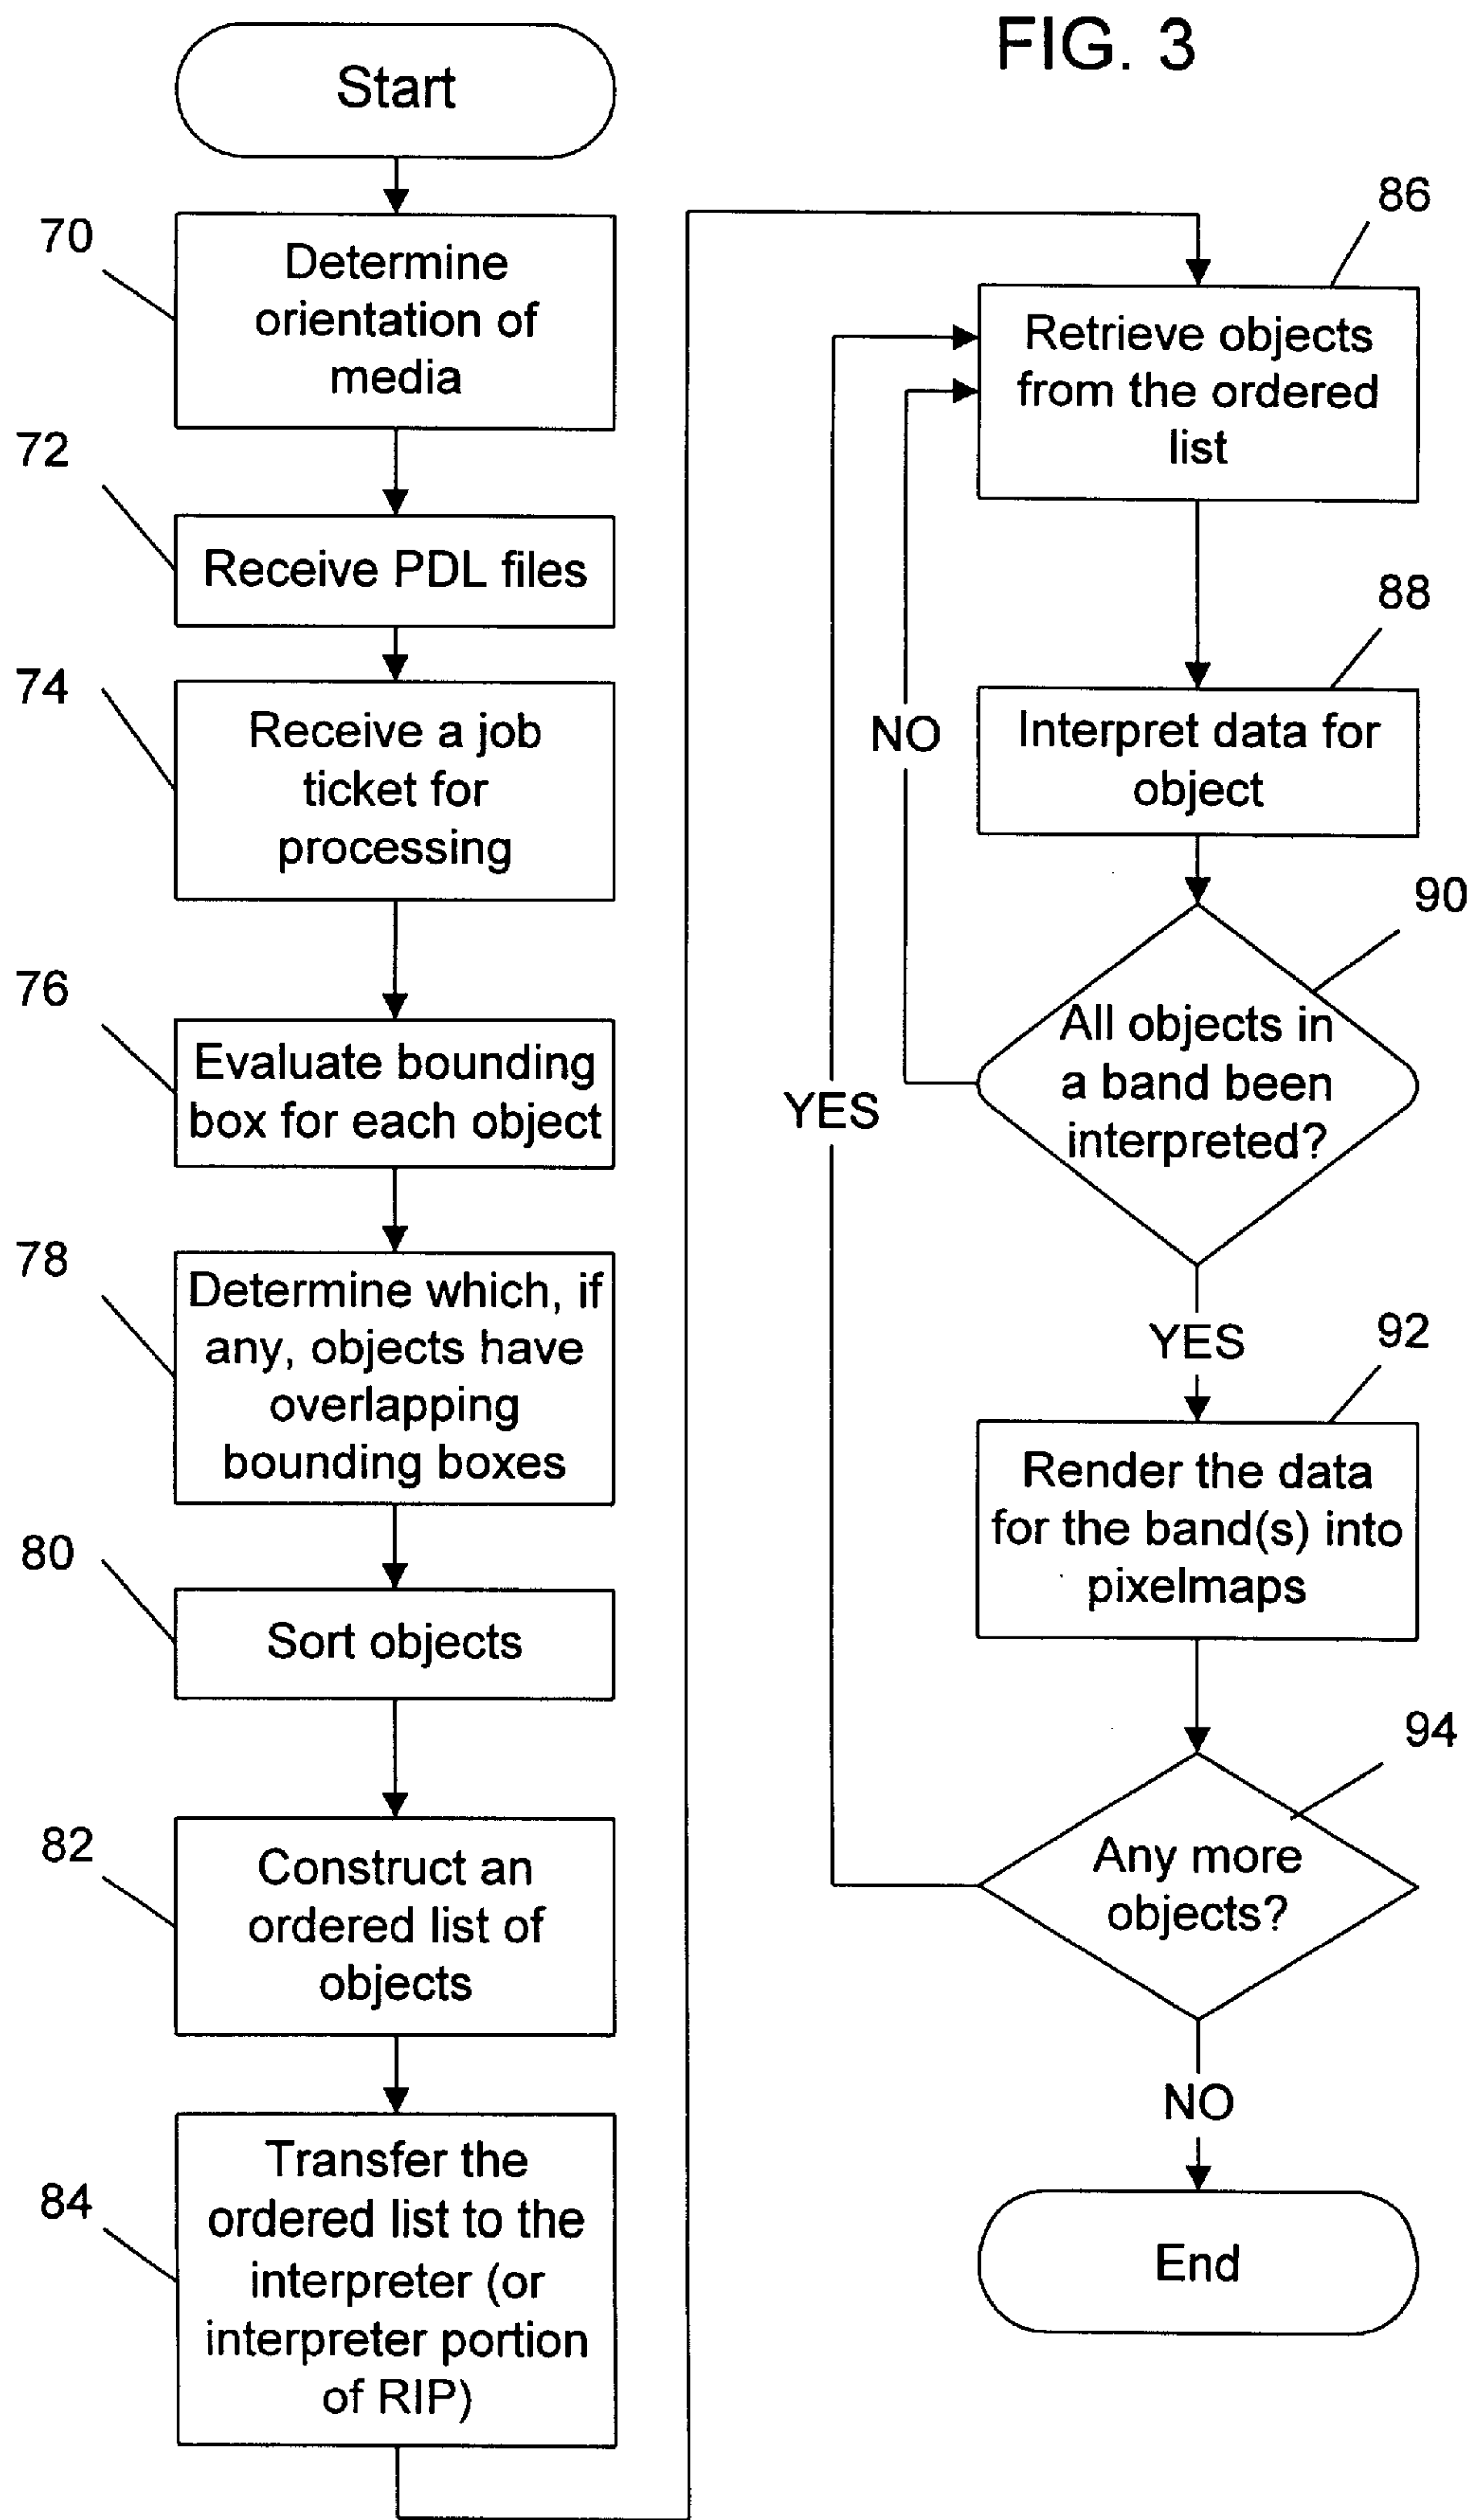 FIG. 3
Start
70
Determine
orientation of
media
72
Receive PDL files
74
Receive a job
ticket for
processing
76
Evaluate bounding
box for each object
78
Determine which, if
any, objects have
overlapping
bounding boxes
80
Sort objects
82
Construct an
ordered list of
objects
84
Transfer the
ordered list to the
interpreter (or
interpreter portion
of RIP)
86
Retrieve objects
from the ordered
list
88
Interpret data for
object
NO
90
All objects in
a band been
interpreted?
YES
YES
92
Render the data
for the band(s) into
pixelmaps
94
Any more
objects?
NO
End